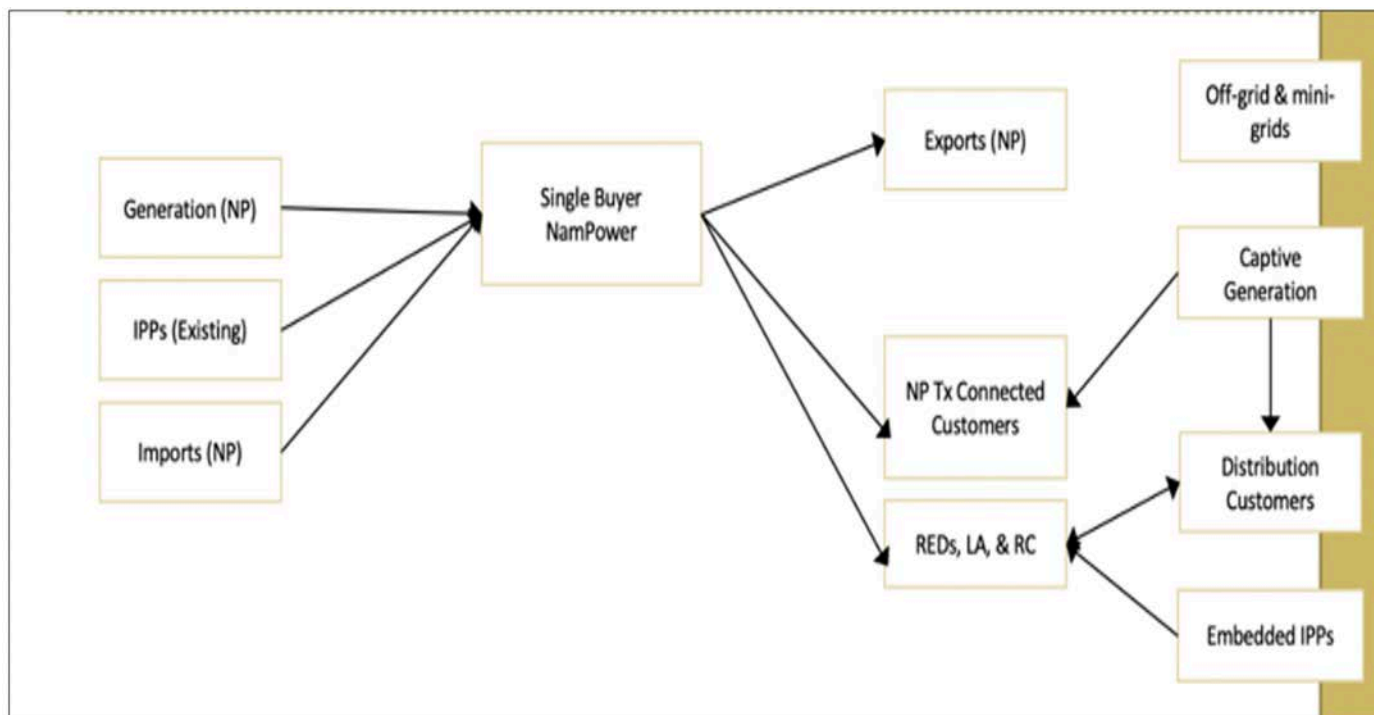 Generation (NP)
IPPs (Existing)
Imports (NP)
Single Buyer
NamPower
Exports (NP)
NP Tx Connected
Customers
REDs, LA, & RC
Off-grid & mini-
grids
Captive
Generation
Distribution
Customers
Embedded IPPs